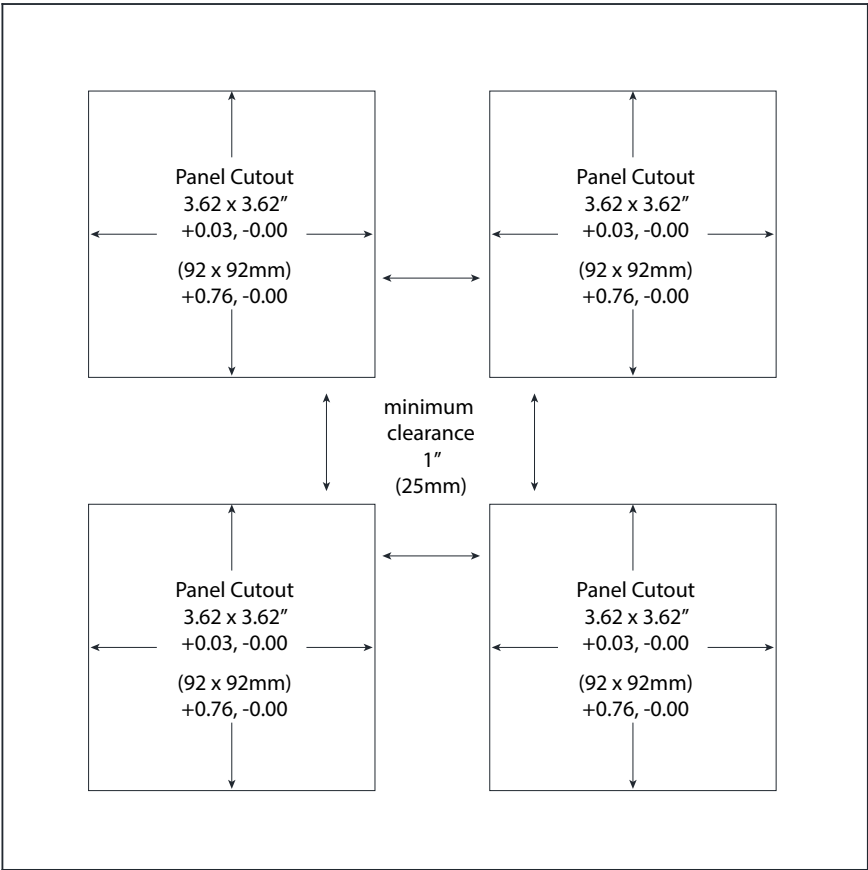 Panel Cutout
3.62 x 3.62”
+0.03, -0.00
(92 x 92mm)
+0.76, -0.00
Panel Cutout
3.62 x 3.62”
+0.03, -0.00
(92 x 92mm)
+0.76, -0.00
minimum
clearance
1”
(25mm)
Panel Cutout
3.62 x 3.62”
+0.03, -0.00
(92 x 92mm)
+0.76, -0.00
Panel Cutout
3.62 x 3.62”
+0.03, -0.00
(92 x 92mm)
+0.76, -0.00